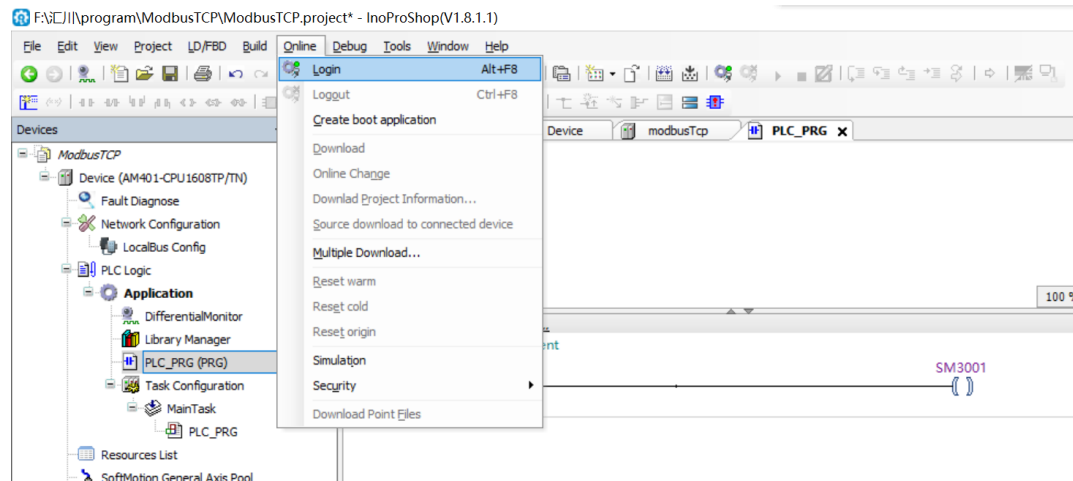 F:\汇川\program\ModbusTCP\ModbusTCP.project* - InoProShop(V1.8.1.1)
File Edit View Project LD/FBD Build Online Debug Tools Window Help
Login Alt+F8
Logout Ctrl+F8
Create boot application
Download
Online Change
Downlad Project Information...
Source download to connected device
Multiple Download...
Reset warm
Reset cold
Reset origin
Simulation
Security
Download Point Files
Devices
ModbusTCP
Device (AM401-CPU1608TP/TN)
Fault Diagnose
Network Configuration
LocalBus Config
PLC Logic
Application
DifferentialMonitor
Library Manager
PLC_PRG (PRG)
Task Configuration
MainTask
PLC_PRG
Resources List
SoftMotion General Axis Pool
Device modbusTcp PLC_PRG
100 %
ent
SM3001